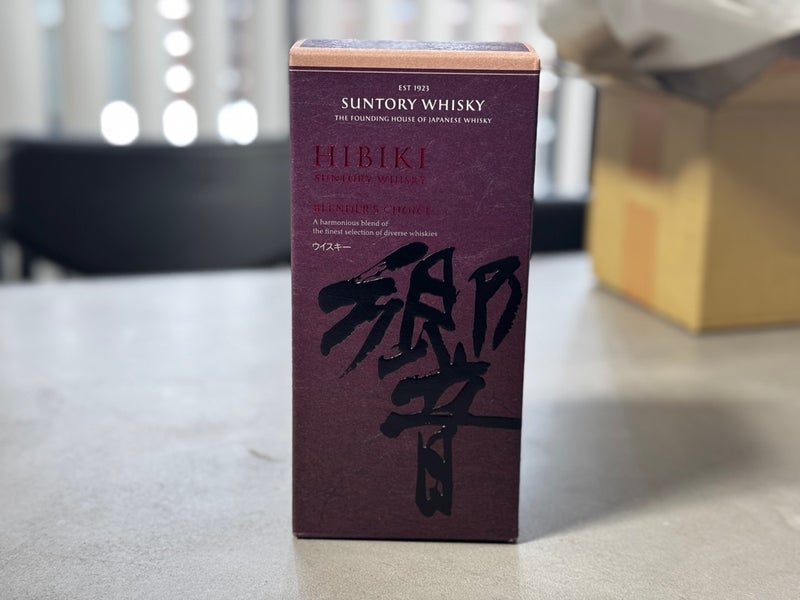 EST 1923
SUNTORY WHISKY
THE FOUNDING HOUSE OF JAPANESE WHISKY
HIBIKI
SUNTORY WHISKY
BLENDER'S CHOICE
A harmonious blend of
the finest selection of diverse whiskies
ウイスキー
響